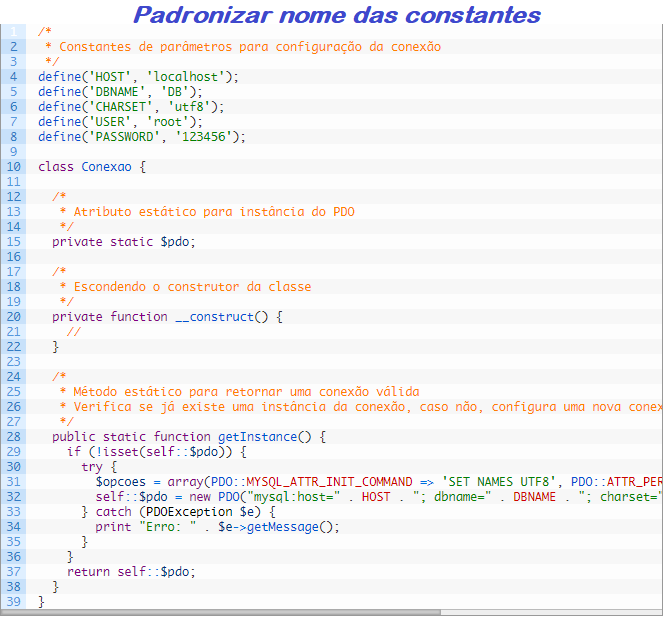 Padronizar nome das constantes
1 /*
2  * Constantes de parâmetros para configuração da conexão
3  */
4 define('HOST', 'localhost');
5 define('DBNAME', 'DB');
6 define('CHARSET', 'utf8');
7 define('USER', 'root');
8 define('PASSWORD', '123456');
9
10 class Conexao {
11
12   /*
13    * Atributo estático para instância do PDO
14    */
15   private static $pdo;
16
17   /*
18    * Escondendo o construtor da classe
19    */
20   private function __construct() {
21     //
22   }
23
24   /*
25    * Método estático para retornar uma conexão válida
26    * Verifica se já existe uma instância da conexão, caso não, configura uma nova conex
27    */
28   public static function getInstance() {
29     if (!isset(self::$pdo)) {
30       try {
31         $opcoes = array(PDO::MYSQL_ATTR_INIT_COMMAND => 'SET NAMES UTF8', PDO::ATTR_PER
32         self::$pdo = new PDO("mysql:host=" . HOST . "; dbname=" . DBNAME . "; charset="
33       } catch (PDOException $e) {
34         print "Erro: " . $e->getMessage();
35       }
36     }
37     return self::$pdo;
38   }
39 }